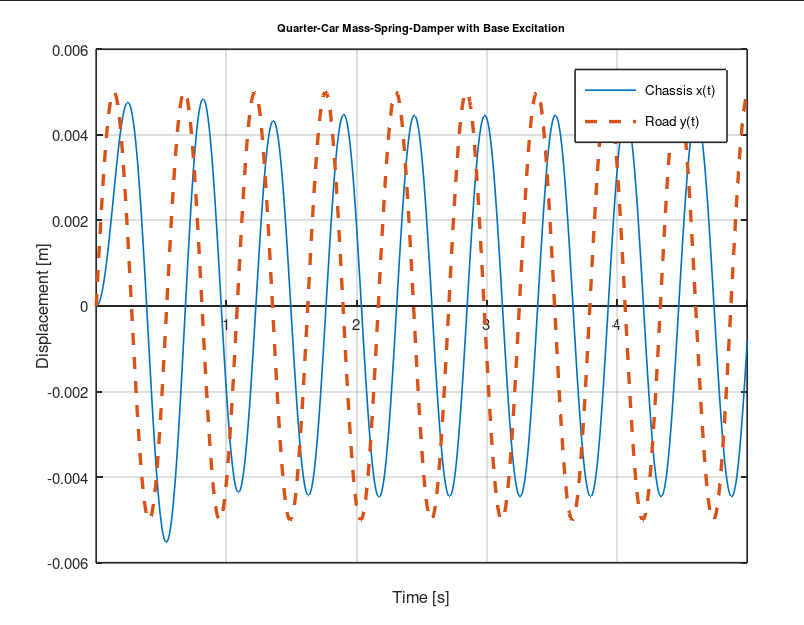 Quarter-Car Mass-Spring-Damper with Base Excitation
0.006
Chassis x(t)
Road y(t)
0.004
0.002
0
1
2
3
4
-0.002
-0.004
-0.006
Displacement [m]
Time [s]